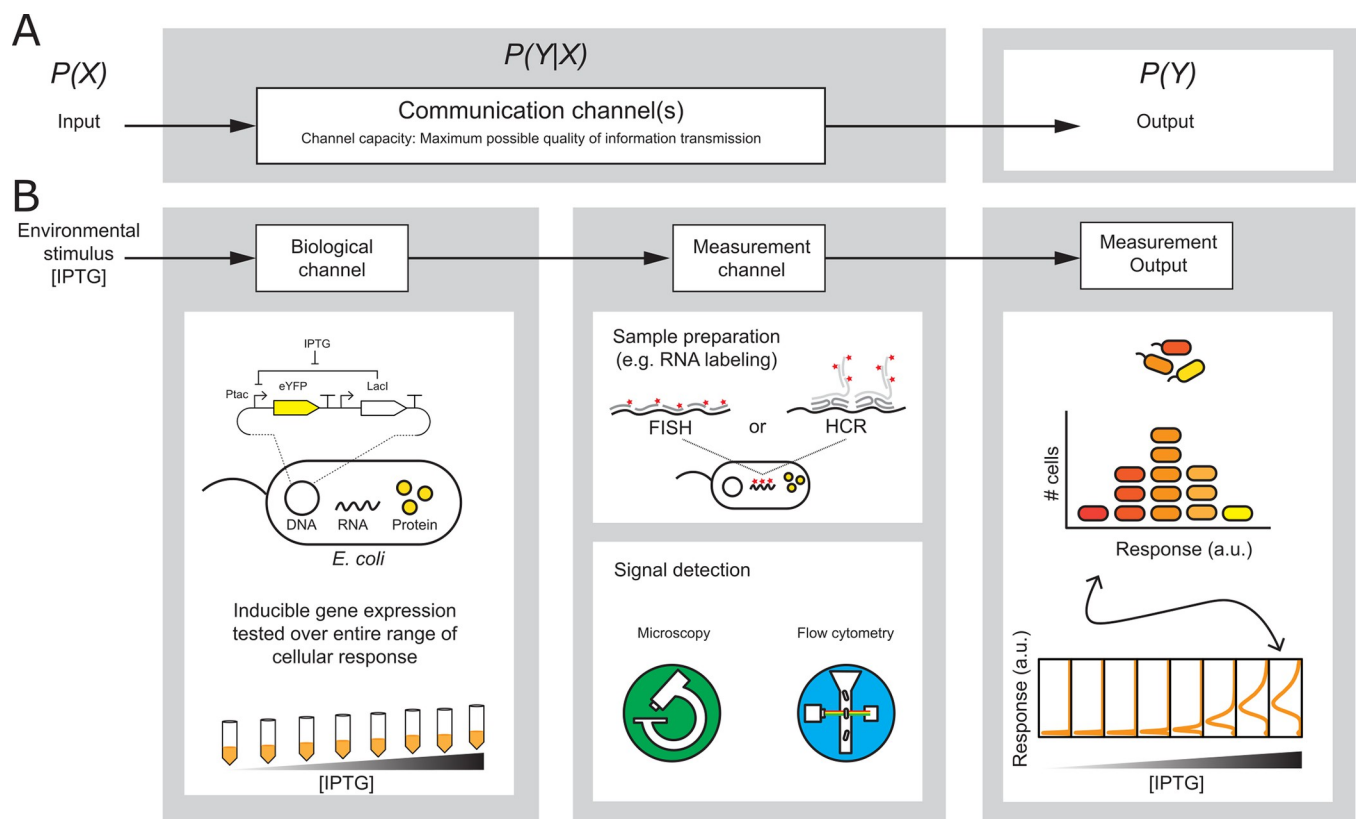 A
P(X)
Input
P(Y|X)
Communication channel(s)
Channel capacity: Maximum possible quality of information transmission
P(Y)
Output
B
Environmental
stimulus
[IPTG]
Biological
channel
Measurement
channel
Measurement
Output
IPTG
Ptac
eYFP
LacI
DNA
RNA
Protein
E. coli
Inducible gene expression
tested over entire range of
cellular response
[IPTG]
Sample preparation
(e.g. RNA labeling)
FISH
or
HCR
Signal detection
Microscopy
Flow cytometry
# cells
Response (a.u.)
Response (a.u.)
[IPTG]